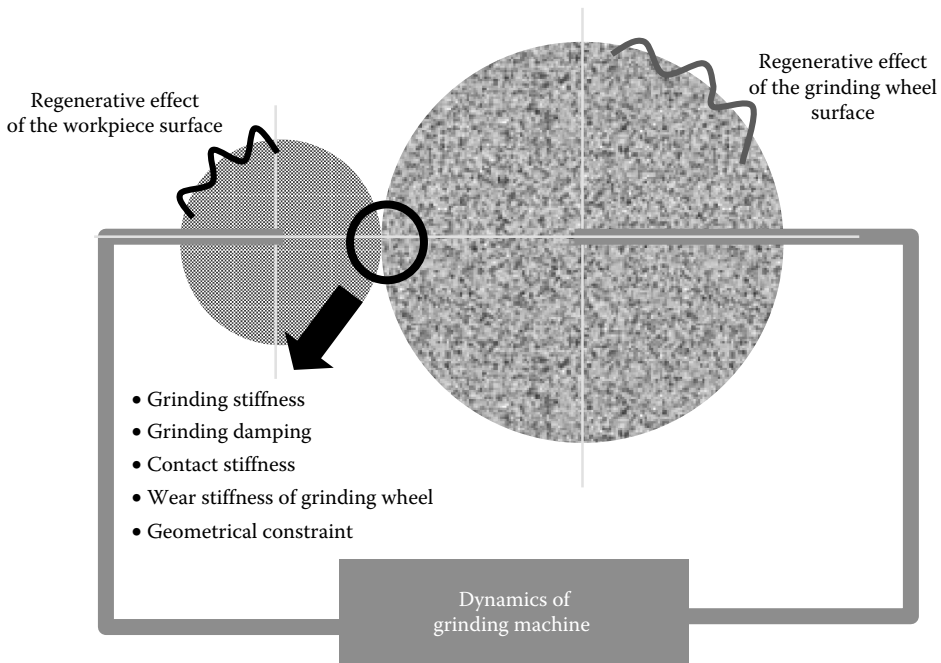 Regenerative effect
of the workpiece surface
Regenerative effect
of the grinding wheel
surface
• Grinding stiffness
• Grinding damping
• Contact stiffness
• Wear stiffness of grinding wheel
• Geometrical constraint
Dynamics of
grinding machine